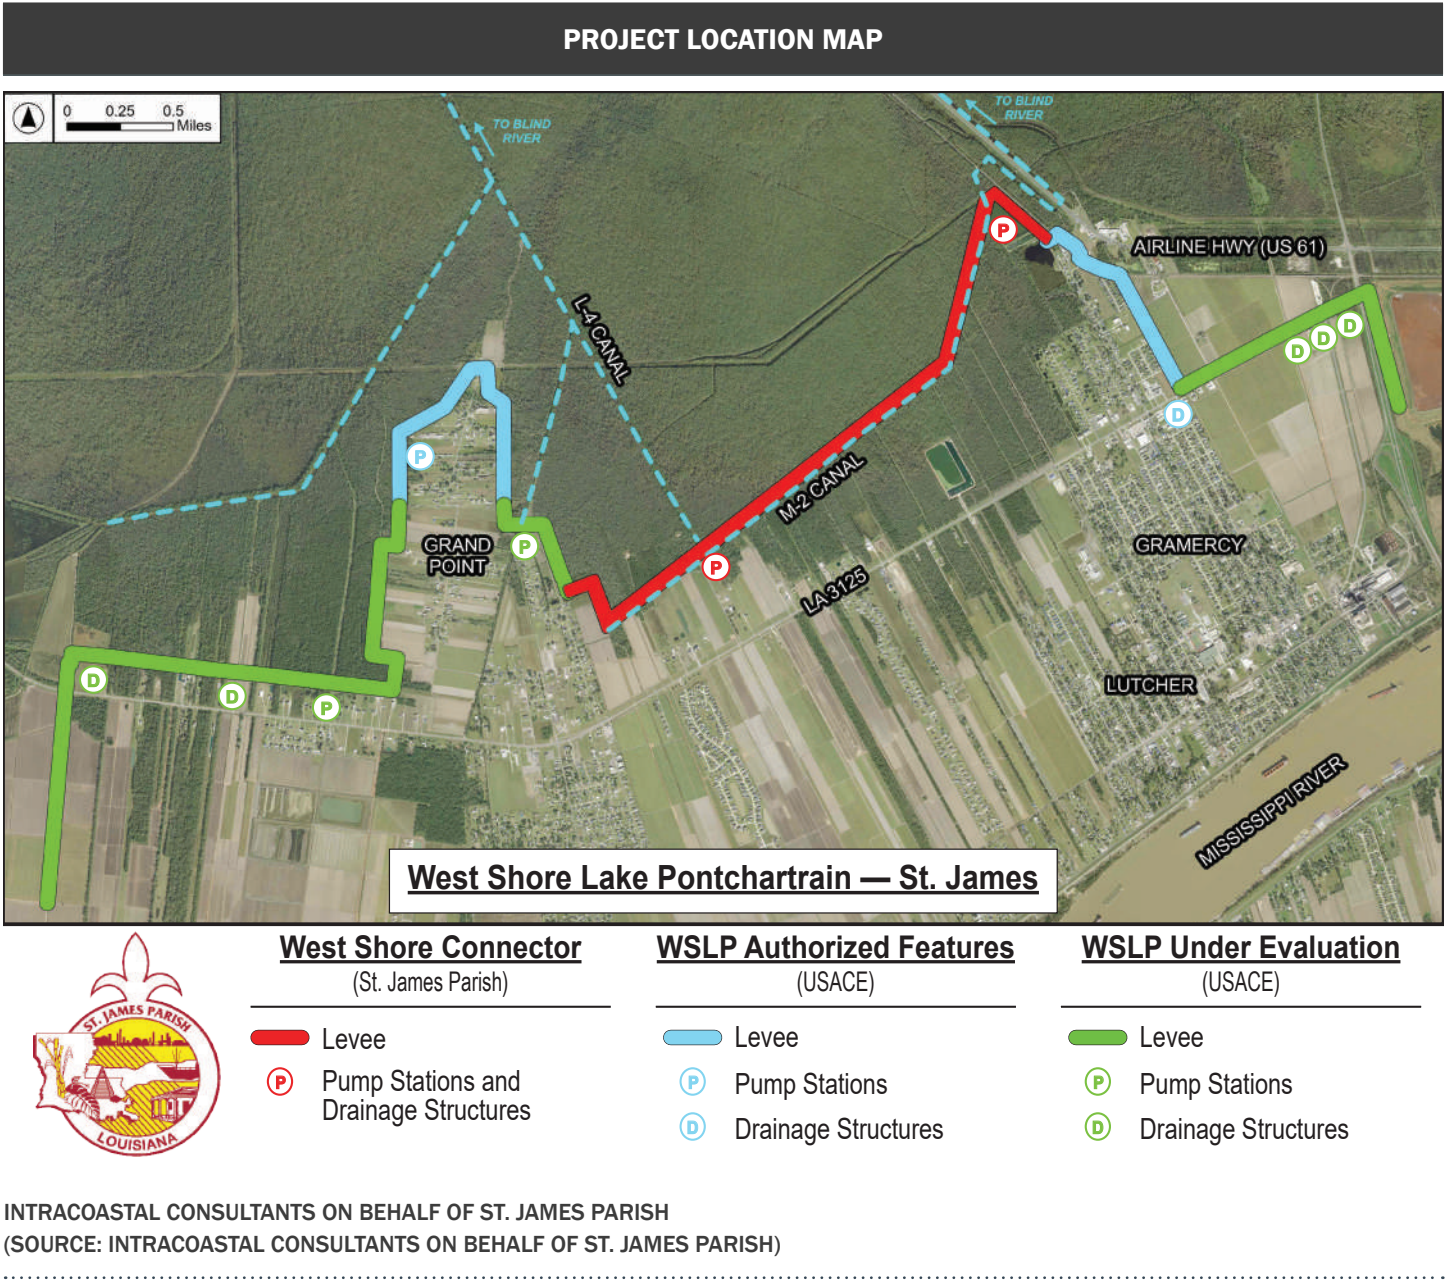 PROJECT LOCATION MAP
0 0.25 0.5
Miles
TO BLIND
RIVER
TO BLIND
RIVER
P
AIRLINE HWY (US 61)
L-4 CANAL
D D D
D
P
M-2 CANAL
GRAND
POINT
P
GRAMERCY
P
LA 3125
D
D
P
LUTCHER
MISSISSIPPI RIVER
West Shore Lake Pontchartrain — St. James
ST. JAMES PARISH
LOUISIANA
West Shore Connector
(St. James Parish)
Levee
P Pump Stations and
Drainage Structures
WSLP Authorized Features
(USACE)
Levee
P Pump Stations
D Drainage Structures
WSLP Under Evaluation
(USACE)
Levee
P Pump Stations
D Drainage Structures
INTRACOASTAL CONSULTANTS ON BEHALF OF ST. JAMES PARISH
(SOURCE: INTRACOASTAL CONSULTANTS ON BEHALF OF ST. JAMES PARISH)